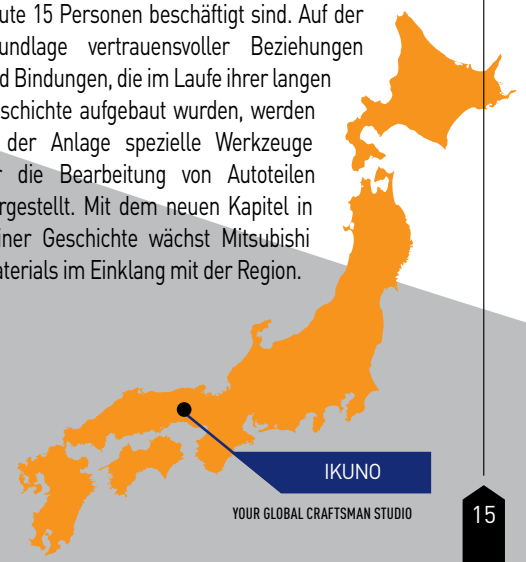 ute 15 Personen beschäftigt sind. Auf der
undlage vertrauensvoller Beziehungen
d Bindungen, die im Laufe ihrer langen
schichte aufgebaut wurden, werden
der Anlage spezielle Werkzeuge
r die Bearbeitung von Autoteilen
rgestellt. Mit dem neuen Kapitel in
iner Geschichte wächst Mitsubishi
aterials im Einklang mit der Region.
IKUNO
YOUR GLOBAL CRAFTSMAN STUDIO
15